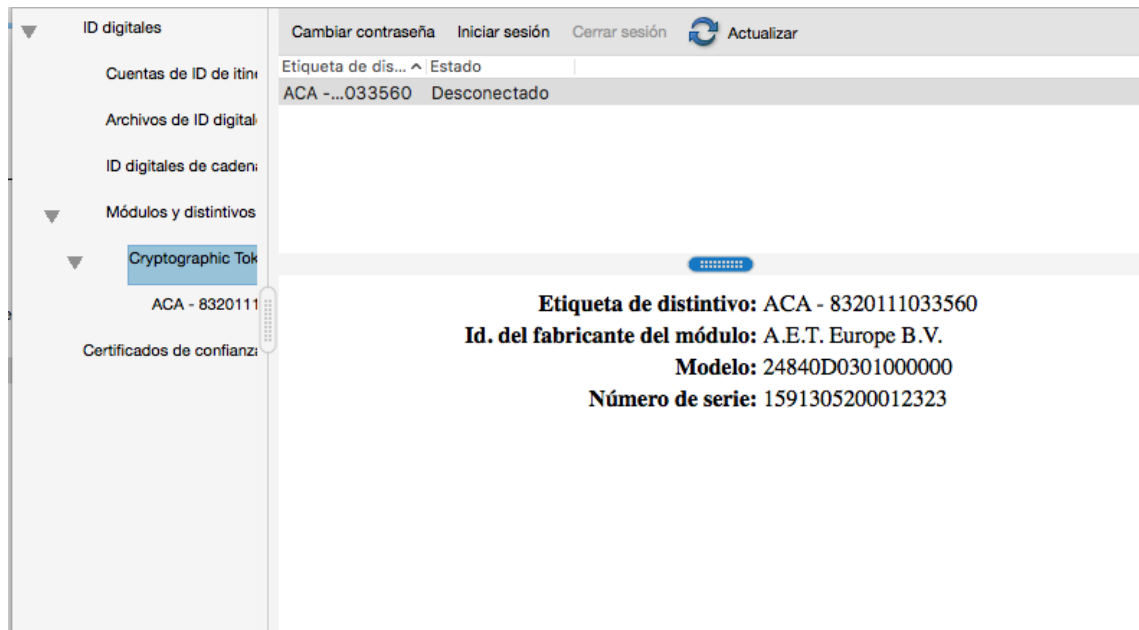 ID digitales
Cuentas de ID de itin
Archivos de ID digital
ID digitales de caden
Módulos y distintivos
Cryptographic Tok
ACA - 8320111
Certificados de confianz
Cambiar contraseña Iniciar sesión Cerrar sesión Actualizar
Etiqueta de dis... Estado
ACA -...033560 Desconectado
Etiqueta de distintivo: ACA - 8320111033560
Id. del fabricante del módulo: A.E.T. Europe B.V.
Modelo: 24840D0301000000
Número de serie: 1591305200012323